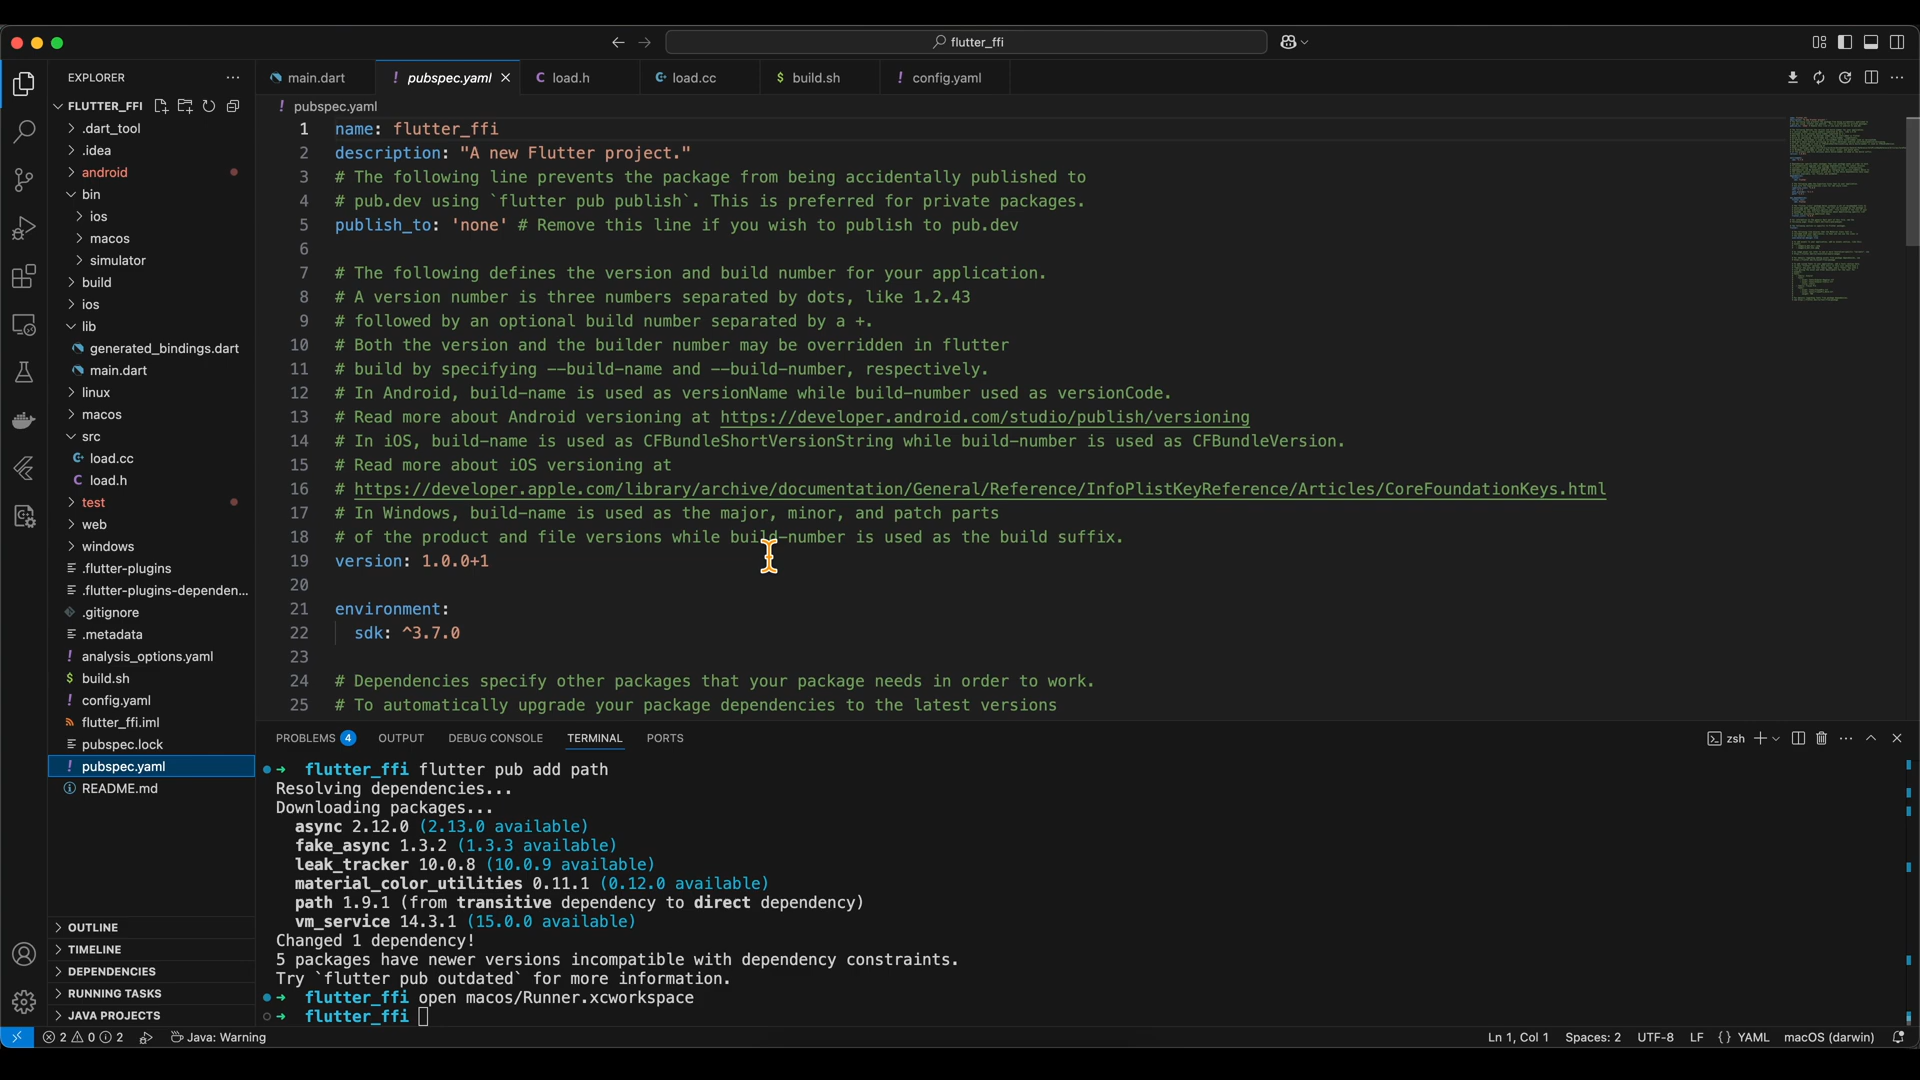 flutter_ffi
EXPLORER
FLUTTER_FFI
.dart_tool
.idea
android
bin
ios
macos
simulator
build
ios
lib
generated_bindings.dart
main.dart
linux
macos
src
load.cc
load.h
test
web
windows
.flutter-plugins
.flutter-plugins-dependen...
.gitignore
.metadata
analysis_options.yaml
build.sh
config.yaml
flutter_ffi.iml
pubspec.lock
pubspec.yaml
README.md
OUTLINE
TIMELINE
DEPENDENCIES
RUNNING TASKS
JAVA PROJECTS
main.dart
! pubspec.yaml
C load.h
load.cc
$ build.sh
! config.yaml
! pubspec.yaml
1 name: flutter_ffi
2 description: "A new Flutter project."
3 # The following line prevents the package from being accidentally published to
4 # pub.dev using `flutter pub publish`. This is preferred for private packages.
5 publish_to: 'none' # Remove this line if you wish to publish to pub.dev
6
7 # The following defines the version and build number for your application.
8 # A version number is three numbers separated by dots, like 1.2.43
9 # followed by an optional build number separated by a +.
10 # Both the version and the builder number may be overridden in flutter
11 # build by specifying --build-name and --build-number, respectively.
12 # In Android, build-name is used as versionName while build-number used as versionCode.
13 # Read more about Android versioning at https://developer.android.com/studio/publish/versioning
14 # In iOS, build-name is used as CFBundleShortVersionString while build-number is used as CFBundleVersion.
15 # Read more about iOS versioning at
16 # https://developer.apple.com/library/archive/documentation/General/Reference/InfoPlistKeyReference/Articles/CoreFoundationKeys.html
17 # In Windows, build-name is used as the major, minor, and patch parts
18 # of the product and file versions while build-number is used as the build suffix.
19 version: 1.0.0+1
20
21 environment:
22 sdk: ^3.7.0
23
24 # Dependencies specify other packages that your package needs in order to work.
25 # To automatically upgrade your package dependencies to the latest versions
PROBLEMS 4 OUTPUT DEBUG CONSOLE TERMINAL PORTS
zsh
flutter_ffi flutter pub add path
Resolving dependencies...
Downloading packages...
async 2.12.0 (2.13.0 available)
fake_async 1.3.2 (1.3.3 available)
leak_tracker 10.0.8 (10.0.9 available)
material_color_utilities 0.11.1 (0.12.0 available)
path 1.9.1 (from transitive dependency to direct dependency)
vm_service 14.3.1 (15.0.0 available)
Changed 1 dependency!
5 packages have newer versions incompatible with dependency constraints.
Try `flutter pub outdated` for more information.
flutter_ffi open macos/Runner.xcworkspace
flutter_ffi
2 0 2 Java: Warning
Ln 1, Col 1 Spaces: 2 UTF-8 LF {} YAML macOS (darwin)